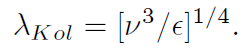 λ_{Kol} = [ν^3/ϵ]^{1/4}.